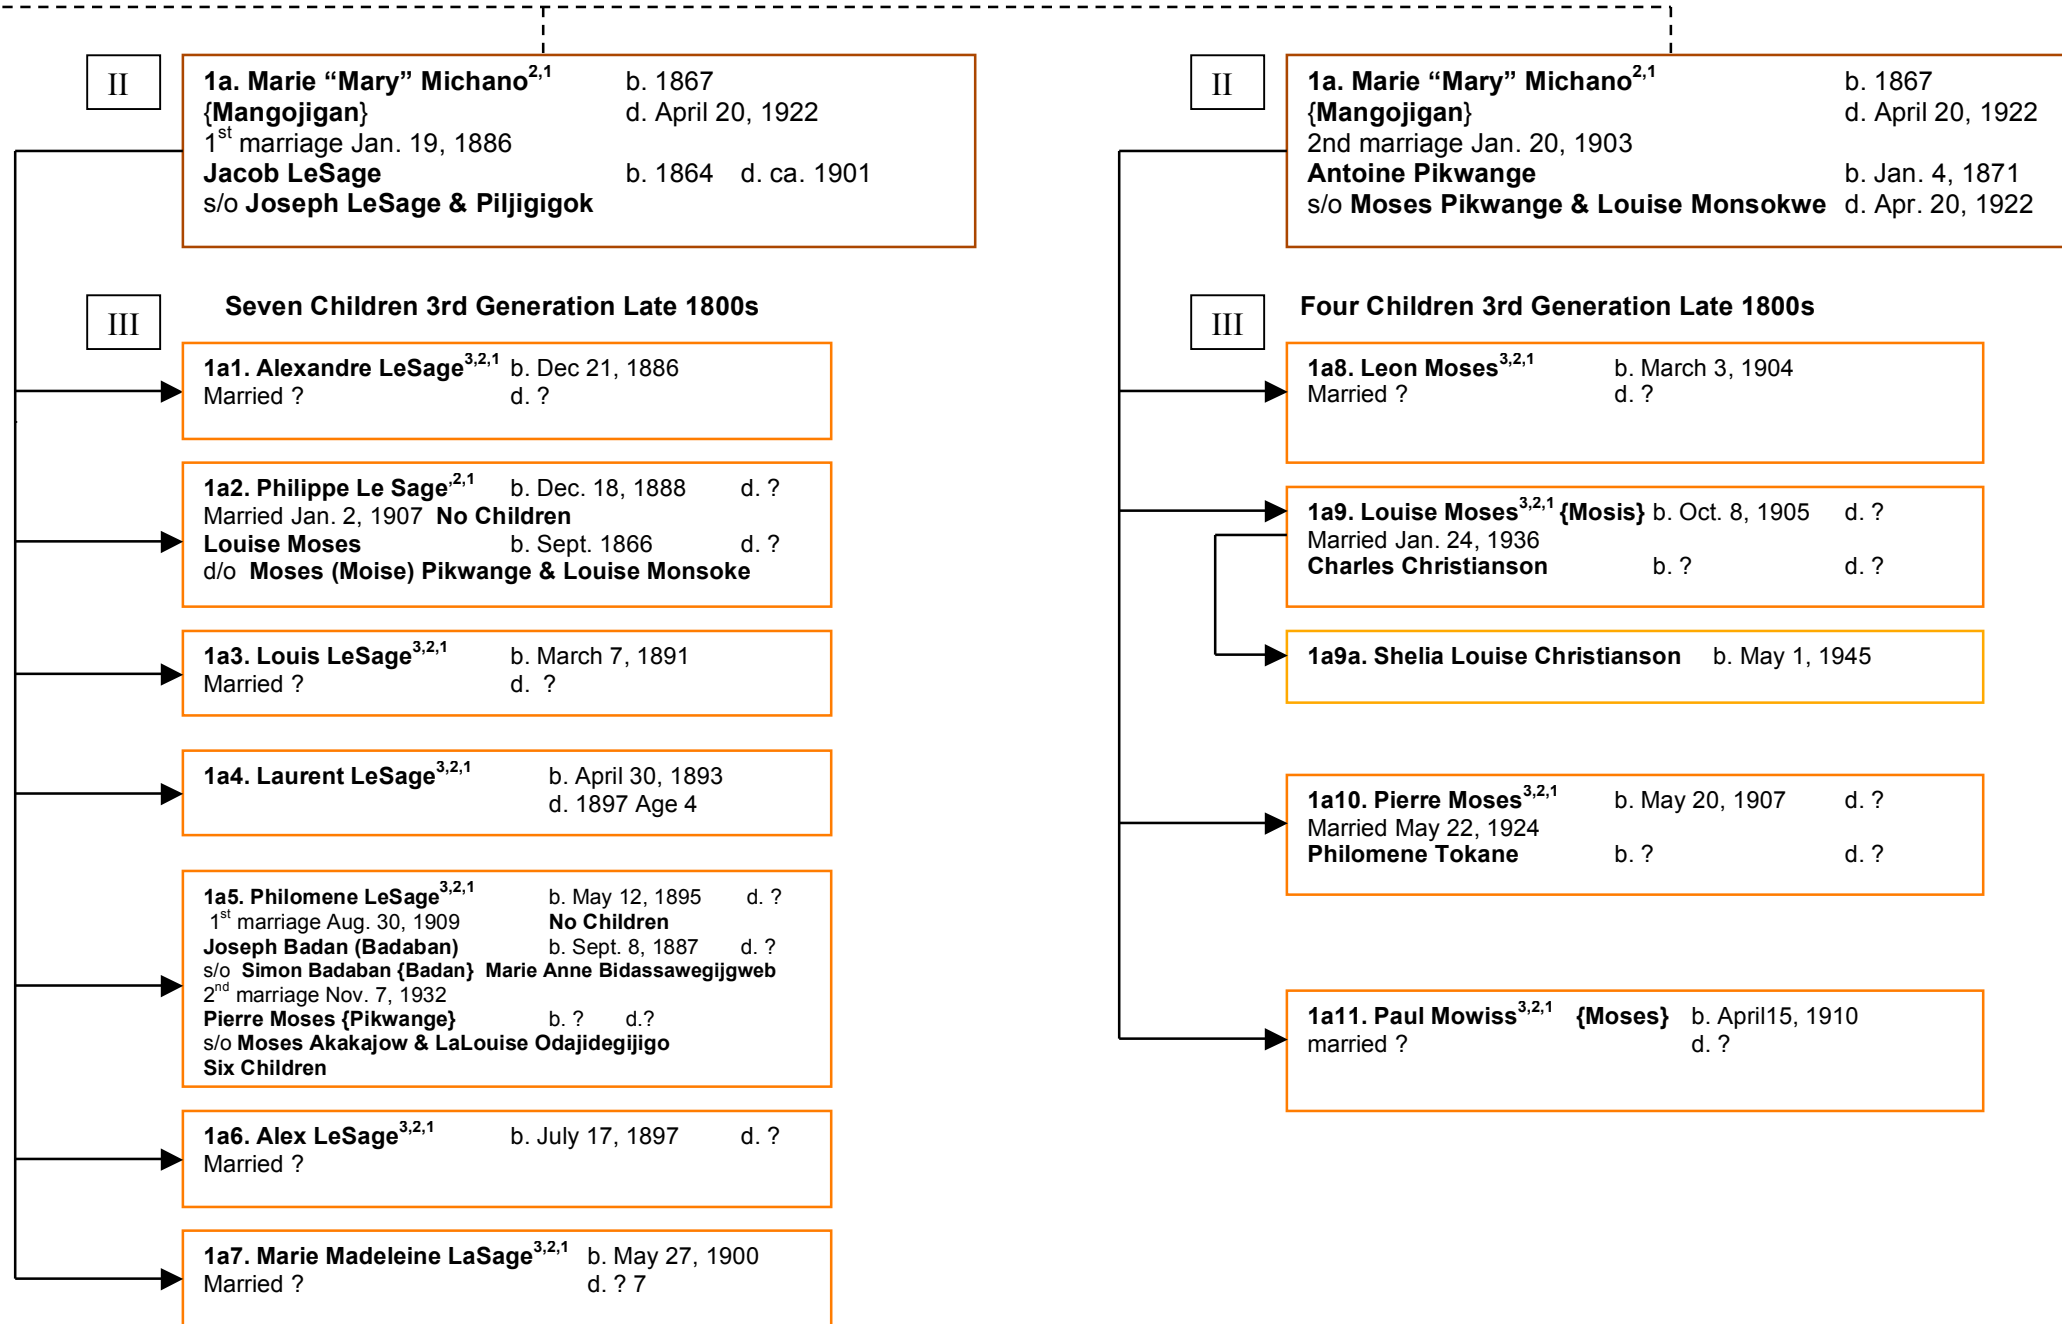 II
1a. Marie “Mary” Michano2,1 b. 1867
{Mangojigan} d. April 20, 1922
1st marriage Jan. 19, 1886
Jacob LeSage b. 1864 d. ca. 1901
s/o Joseph LeSage & Piljigigok
III
Seven Children 3rd Generation Late 1800s
1a1. Alexandre LeSage3,2,1 b. Dec 21, 1886
Married ? d. ?
1a2. Philippe Le Sage,2,1 b. Dec. 18, 1888 d. ?
Married Jan. 2, 1907 No Children
Louise Moses b. Sept. 1866 d. ?
d/o Moses (Moise) Pikwange & Louise Monsoke
1a3. Louis LeSage3,2,1 b. March 7, 1891
Married ? d. ?
1a4. Laurent LeSage3,2,1 b. April 30, 1893
d. 1897 Age 4
1a5. Philomene LeSage3,2,1 b. May 12, 1895 d. ?
1st marriage Aug. 30, 1909 No Children
Joseph Badan (Badaban) b. Sept. 8, 1887 d. ?
s/o Simon Badaban {Badan} Marie Anne Bidassawegijgweb
2nd marriage Nov. 7, 1932
Pierre Moses {Pikwange} b. ? d.?
s/o Moses Akakajow & LaLouise Odajidegijigo
Six Children
1a6. Alex LeSage3,2,1 b. July 17, 1897 d. ?
Married ?
1a7. Marie Madeleine LaSage3,2,1 b. May 27, 1900
Married ? d. ? 7
II
1a. Marie “Mary” Michano2,1 b. 1867
{Mangojigan} d. April 20, 1922
2nd marriage Jan. 20, 1903
Antoine Pikwange b. Jan. 4, 1871
s/o Moses Pikwange & Louise Monsokwe d. Apr. 20, 1922
III
Four Children 3rd Generation Late 1800s
1a8. Leon Moses3,2,1 b. March 3, 1904
Married ? d. ?
1a9. Louise Moses3,2,1 {Mosis} b. Oct. 8, 1905 d. ?
Married Jan. 24, 1936
Charles Christianson b. ? d. ?
1a9a. Shelia Louise Christianson b. May 1, 1945
1a10. Pierre Moses3,2,1 b. May 20, 1907 d. ?
Married May 22, 1924
Philomene Tokane b. ? d. ?
1a11. Paul Mowiss3,2,1 {Moses} b. April15, 1910
married ? d. ?